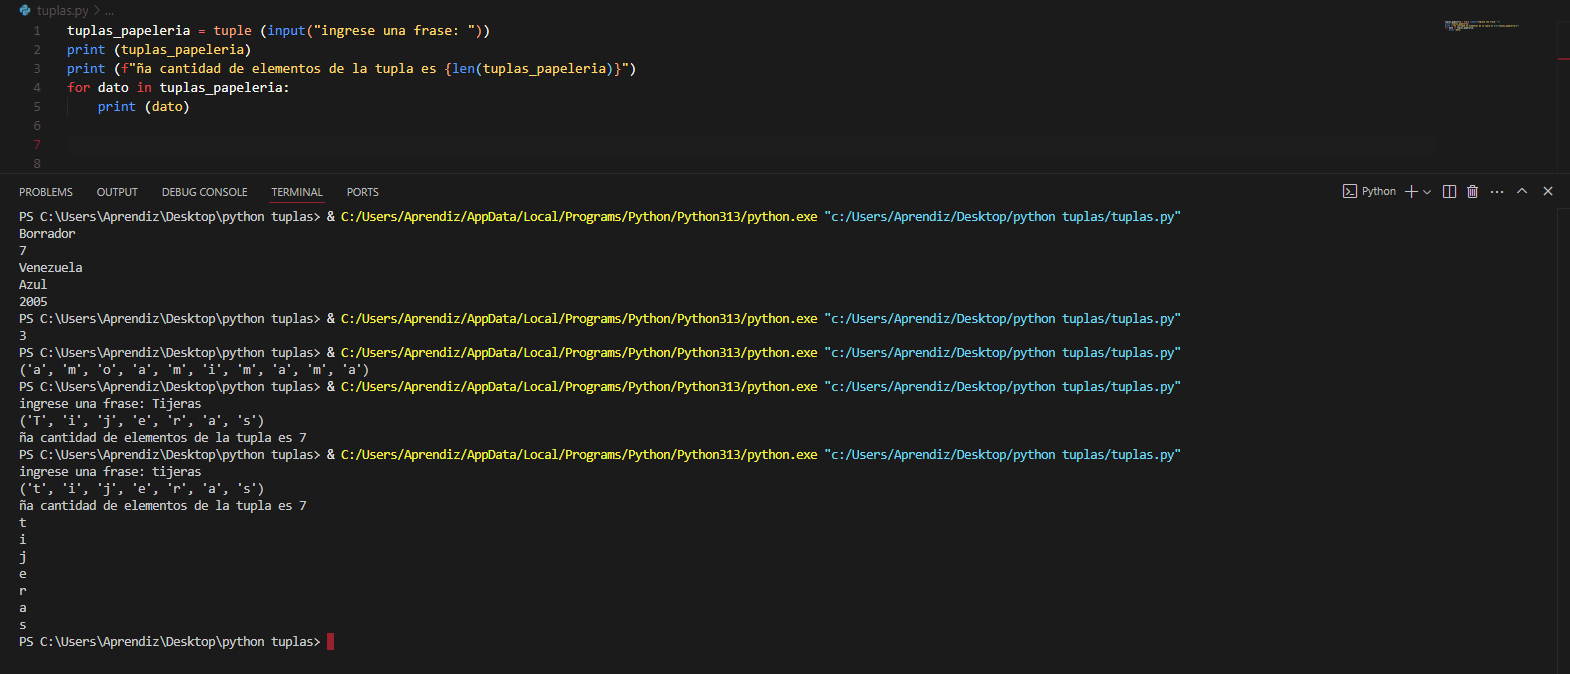 tuplas.py > ...
1 tuplas_papeleria = tuple (input("ingrese una frase: "))
2 print (tuplas_papeleria)
3 print (f"ña cantidad de elementos de la tupla es {len(tuplas_papeleria)}")
4 for dato in tuplas_papeleria:
5     print (dato)
6
7
8
PROBLEMS OUTPUT DEBUG CONSOLE TERMINAL PORTS Python
PS C:\Users\Aprendiz\Desktop\python tuplas> & C:/Users/Aprendiz/AppData/Local/Programs/Python/Python313/python.exe "c:/Users/Aprendiz/Desktop/python tuplas/tuplas.py"
Borrador
7
Venezuela
Azul
2005
PS C:\Users\Aprendiz\Desktop\python tuplas> & C:/Users/Aprendiz/AppData/Local/Programs/Python/Python313/python.exe "c:/Users/Aprendiz/Desktop/python tuplas/tuplas.py"
3
PS C:\Users\Aprendiz\Desktop\python tuplas> & C:/Users/Aprendiz/AppData/Local/Programs/Python/Python313/python.exe "c:/Users/Aprendiz/Desktop/python tuplas/tuplas.py"
('a', 'm', 'o', 'a', 'm', 'i', 'm', 'a', 'm', 'a')
PS C:\Users\Aprendiz\Desktop\python tuplas> & C:/Users/Aprendiz/AppData/Local/Programs/Python/Python313/python.exe "c:/Users/Aprendiz/Desktop/python tuplas/tuplas.py"
ingrese una frase: Tijeras
('T', 'i', 'j', 'e', 'r', 'a', 's')
ña cantidad de elementos de la tupla es 7
PS C:\Users\Aprendiz\Desktop\python tuplas> & C:/Users/Aprendiz/AppData/Local/Programs/Python/Python313/python.exe "c:/Users/Aprendiz/Desktop/python tuplas/tuplas.py"
ingrese una frase: tijeras
('t', 'i', 'j', 'e', 'r', 'a', 's')
ña cantidad de elementos de la tupla es 7
t
i
j
e
r
a
s
PS C:\Users\Aprendiz\Desktop\python tuplas>